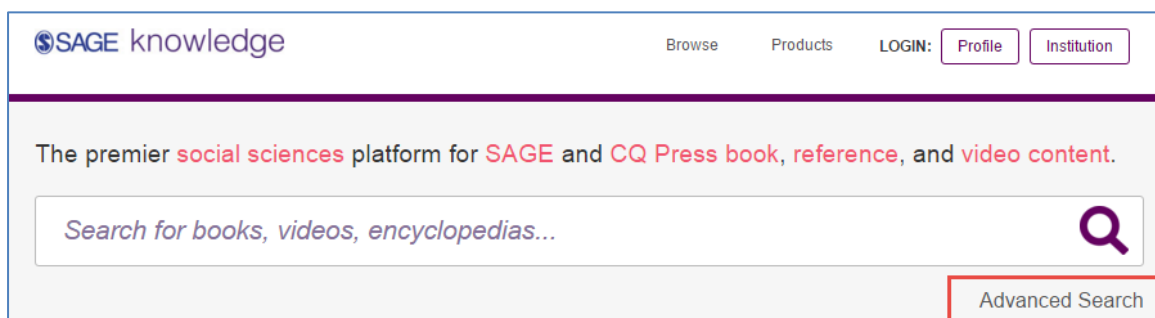 SAGE knowledge
Browse Products LOGIN: Profile Institution
The premier social sciences platform for SAGE and CQ Press book, reference, and video content.
Search for books, videos, encyclopedias...
Advanced Search